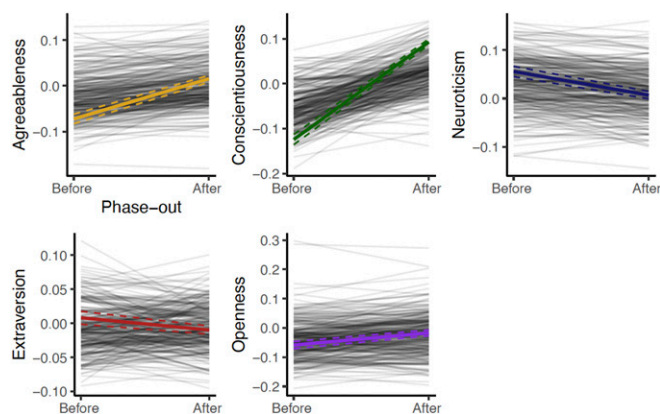 Agreeableness
0.1
0.0
−0.1
Before
After
Phase-out
Conscientiousness
0.1
0.0
−0.1
−0.2
Before
After
Neuroticism
0.1
0.0
−0.1
Before
After
Extraversion
0.10
0.05
0.00
−0.05
−0.10
Before
After
Openness
0.3
0.2
0.1
0.0
−0.1
−0.2
Before
After